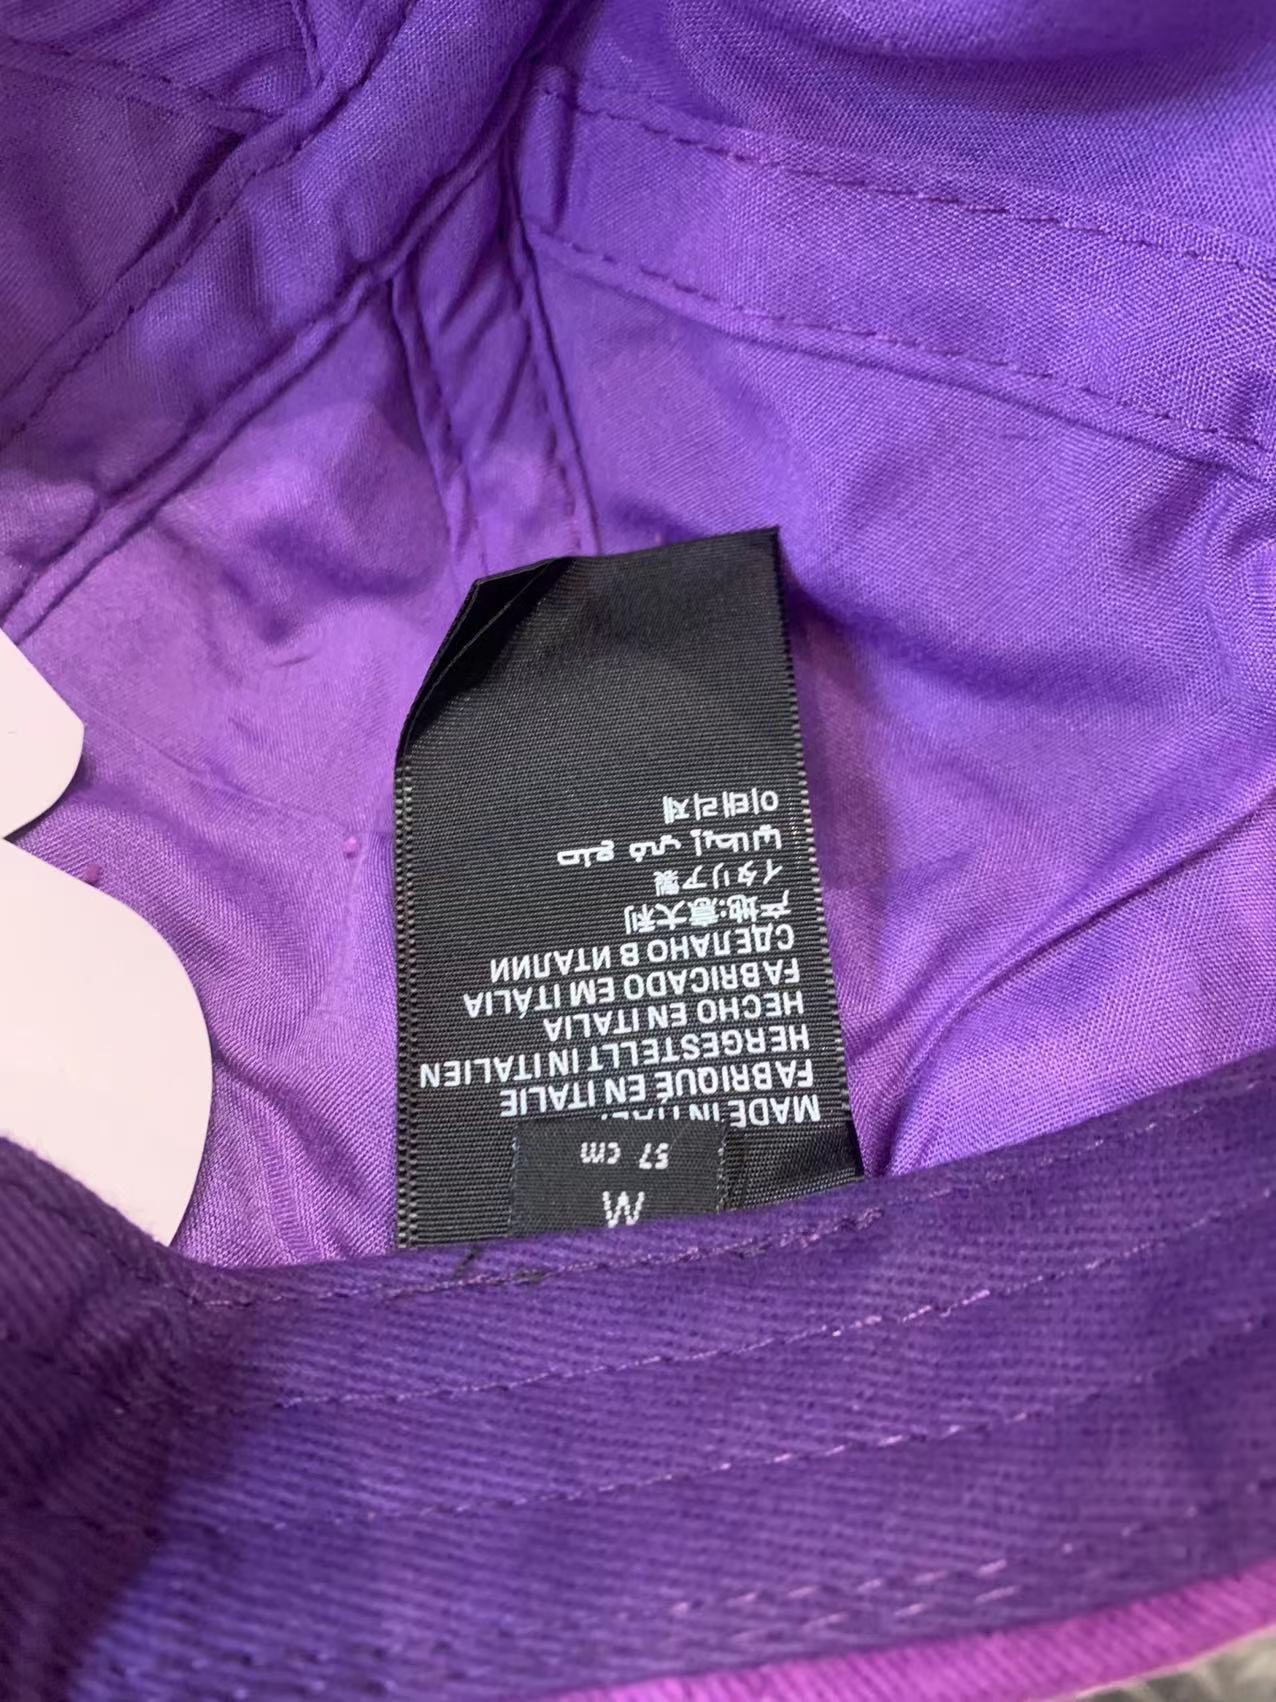 M
57 cm
MADE IN
FABRIQUÉ EN ITALIE
HERGESTELLT IN ITALIEN
HECHO EN ITALIA
FABRICADO EM ITÁLIA
СДЕЛАНО В ИТАЛИИ
产地:意大利
イタリア製
صنع في إيطاليا
이태리제